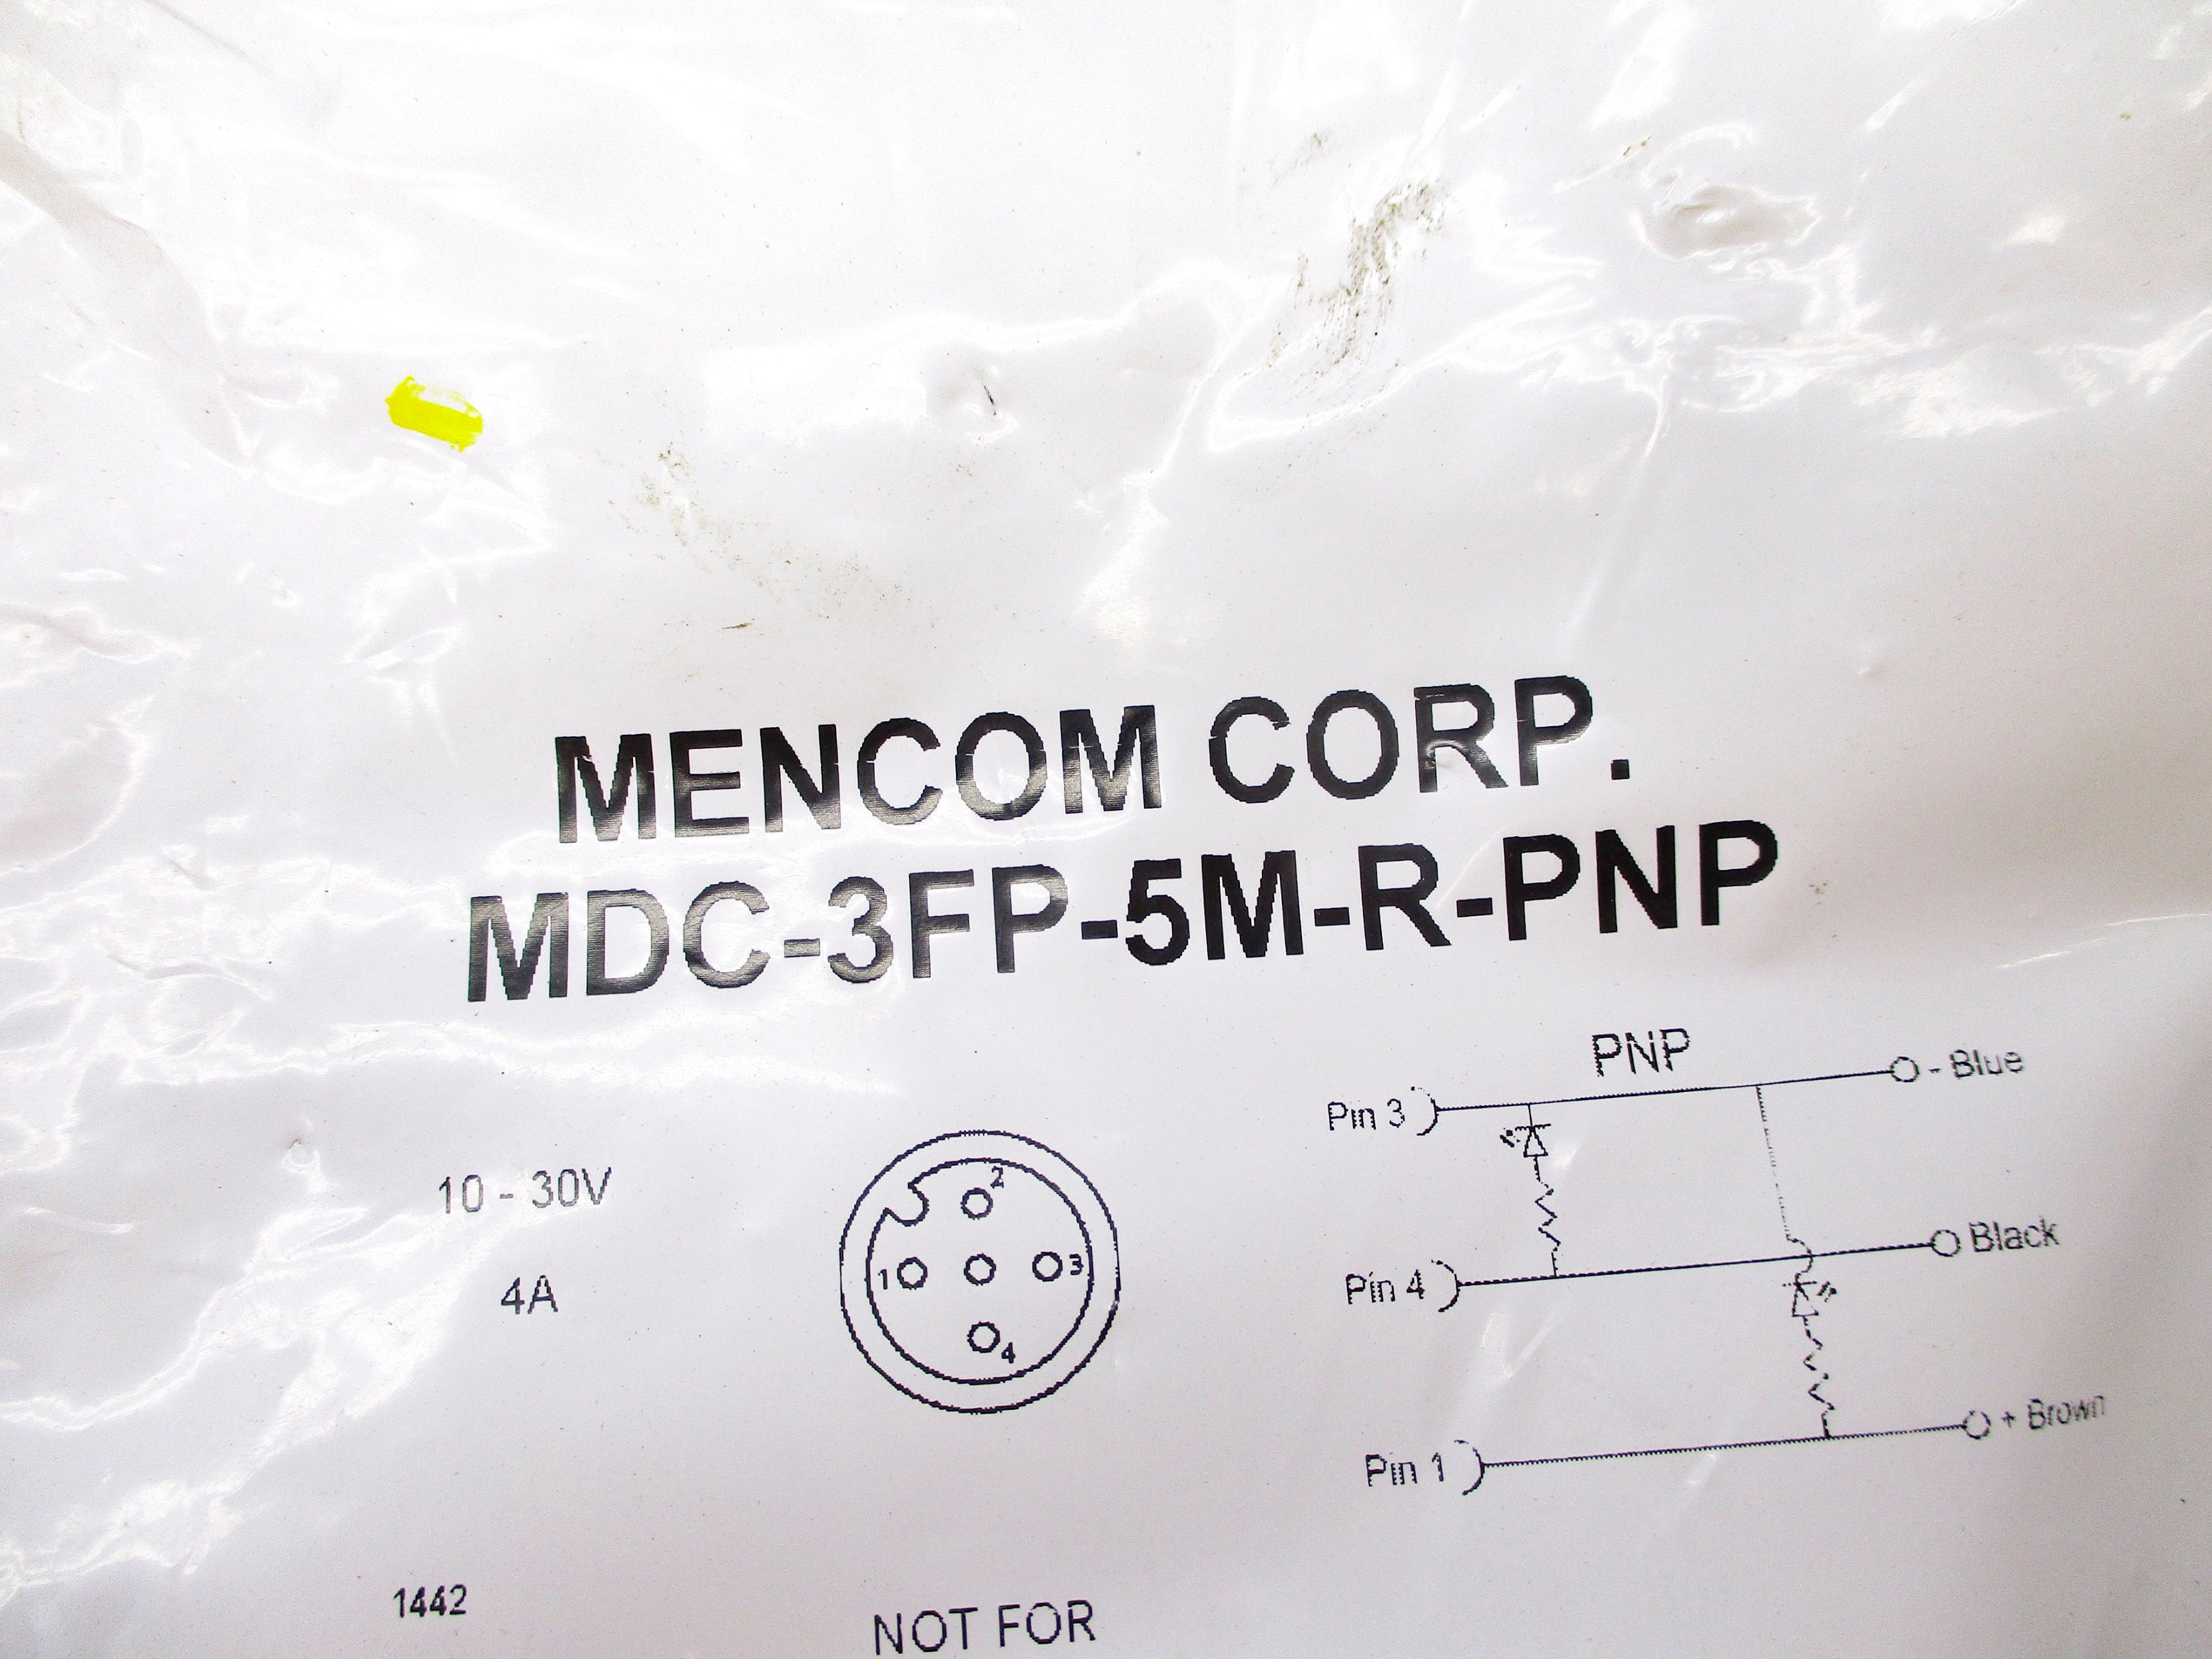 MENCOM CORP.
MDC-3FP-5M-R-PNP
PNP
Pin 3
- Blue
10 - 30V
2
4A
1
3
4
Pin 4
Black
Pin 1
+ Brown
1442
NOT FOR